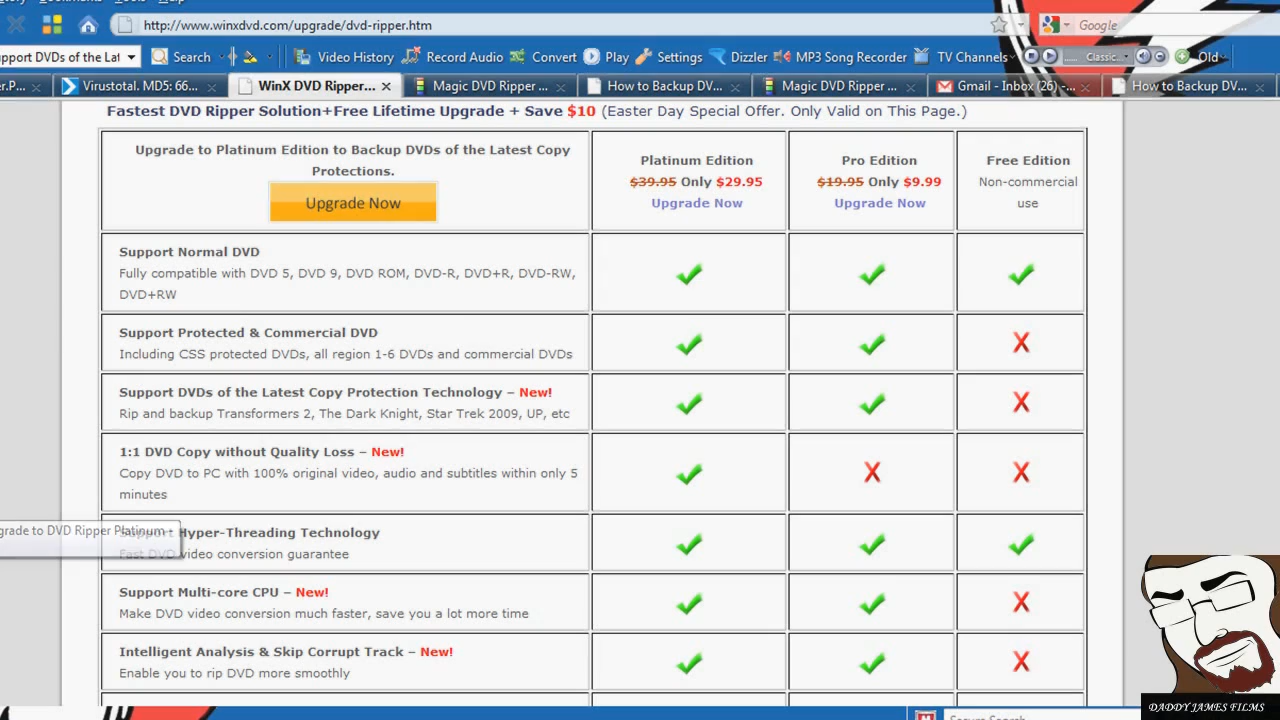 Bookmarks Tools Help
http://www.winxdvd.com/upgrade/dvd-ripper.htm
Google
pport DVDs of the Lat
Search
Video History
Record Audio
Convert
Play
Settings
Dizzler
MP3 Song Recorder
TV Channels
Classic...
Old
r.P...
Virustotal. MD5: 66...
WinX DVD Ripper...
Magic DVD Ripper ...
How to Backup DV...
Magic DVD Ripper ...
Gmail - Inbox (26) -...
How to Backup DV...
Fastest DVD Ripper Solution+Free Lifetime Upgrade + Save $10 (Easter Day Special Offer. Only Valid on This Page.)
Upgrade to Platinum Edition to Backup DVDs of the Latest Copy
Protections.
Upgrade Now
Platinum Edition
$39.95 Only $29.95
Upgrade Now
Pro Edition
$19.95 Only $9.99
Upgrade Now
Free Edition
Non-commercial
use
Support Normal DVD
Fully compatible with DVD 5, DVD 9, DVD ROM, DVD-R, DVD+R, DVD-RW,
DVD+RW
Support Protected & Commercial DVD
Including CSS protected DVDs, all region 1-6 DVDs and commercial DVDs
Support DVDs of the Latest Copy Protection Technology – New!
Rip and backup Transformers 2, The Dark Knight, Star Trek 2009, UP, etc
1:1 DVD Copy without Quality Loss – New!
Copy DVD to PC with 100% original video, audio and subtitles within only 5
minutes
grade to DVD Ripper Platinum -
Support Hyper-Threading Technology
Fast DVD video conversion guarantee
Support Multi-core CPU – New!
Make DVD video conversion much faster, save you a lot more time
Intelligent Analysis & Skip Corrupt Track – New!
Enable you to rip DVD more smoothly
DADDY JAMES FILMS
Secure Search